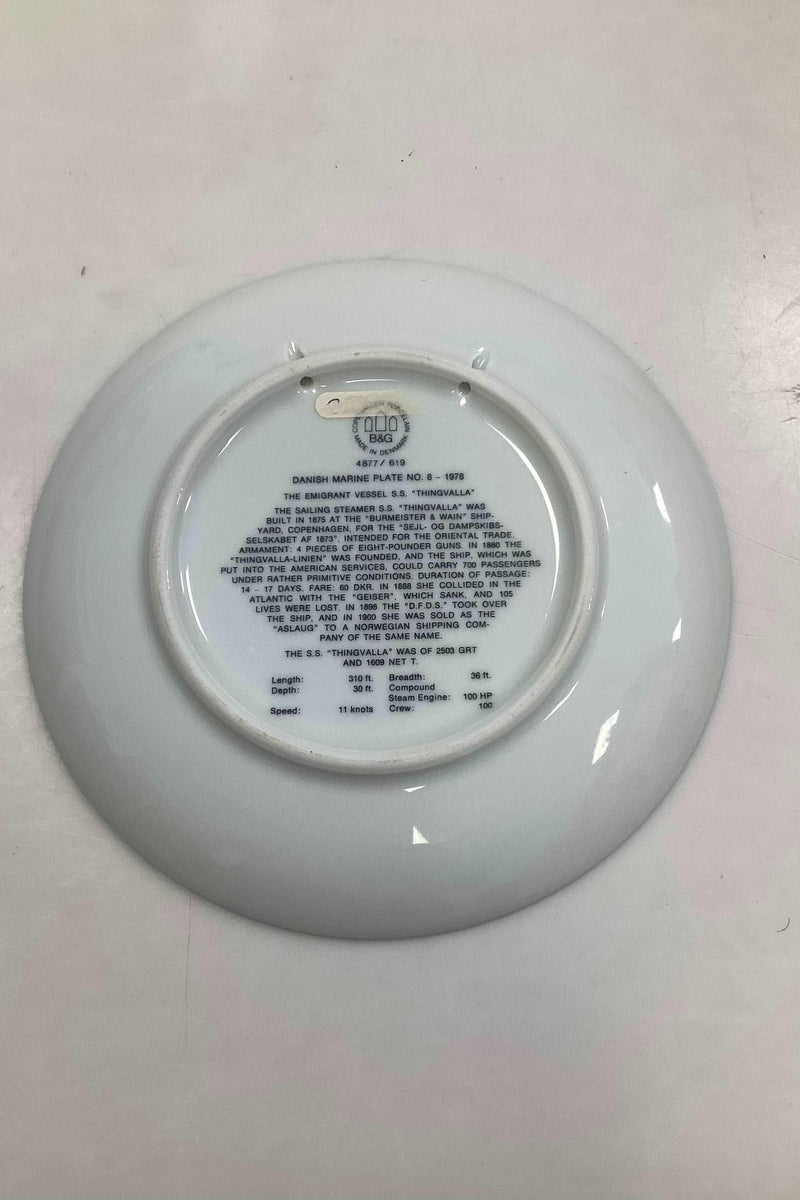 COPENHAGEN PORCELAIN
B&G
MADE IN DENMARK
4877/619
DANISH MARINE PLATE NO. 8 – 1978
THE EMIGRANT VESSEL S.S. "THINGVALLA"
THE SAILING STEAMER S.S. "THINGVALLA" WAS
BUILT IN 1875 AT THE "BURMEISTER & WAIN" SHIP-
YARD, COPENHAGEN, FOR THE "SEJL- OG DAMPSKIBS-
SELSKABET AF 1873", INTENDED FOR THE ORIENTAL TRADE.
ARMAMENT: 4 PIECES OF EIGHT-POUNDER GUNS. IN 1880 THE
"THINGVALLA-LINIEN" WAS FOUNDED, AND THE SHIP, WHICH WAS
PUT INTO THE AMERICAN SERVICES, COULD CARRY 700 PASSENGERS
UNDER RATHER PRIMITIVE CONDITIONS. DURATION OF PASSAGE:
14 – 17 DAYS. FARE: 60 DKR. IN 1888 SHE COLLIDED IN THE
ATLANTIC WITH THE "GEISER", WHICH SANK, AND 105
LIVES WERE LOST. IN 1898 THE "D.F.D.S." TOOK OVER
THE SHIP, AND IN 1900 SHE WAS SOLD AS THE
"ASLAUG" TO A NORWEGIAN SHIPPING COM-
PANY OF THE SAME NAME.
THE S.S. "THINGVALLA" WAS OF 2503 GRT
AND 1609 NET T.
Length: 310 ft. Breadth: 36 ft.
Depth: 30 ft. Compound
Steam Engine: 100 HP
Speed: 11 knots Crew: 100